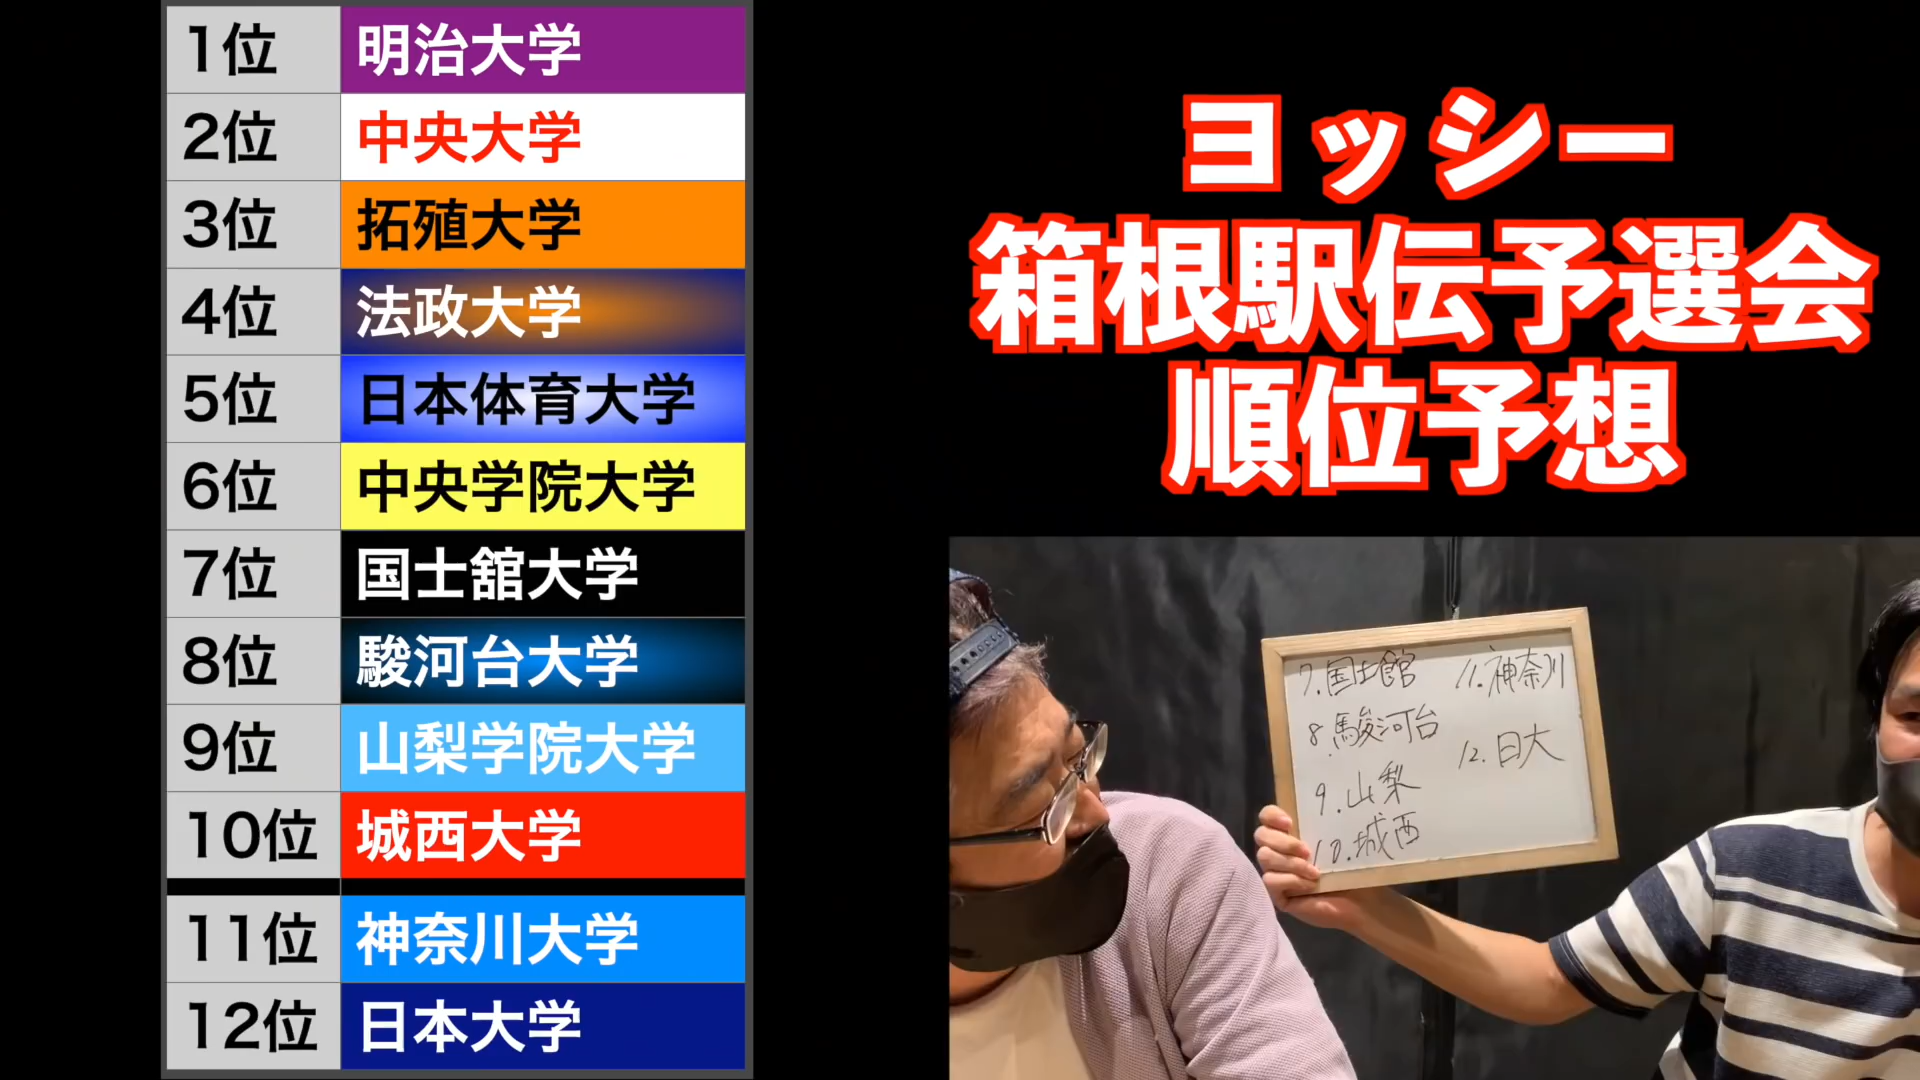 1位 明治大学
2位 中央大学
3位 拓殖大学
4位 法政大学
5位 日本体育大学
6位 中央学院大学
7位 国士舘大学
8位 駿河台大学
9位 山梨学院大学
10位 城西大学
11位 神奈川大学
12位 日本大学
ヨッシー
箱根駅伝予選会
順位予想
7.国士館
8.駿河台
9.山梨
10.城西
11.神奈川
12.日大